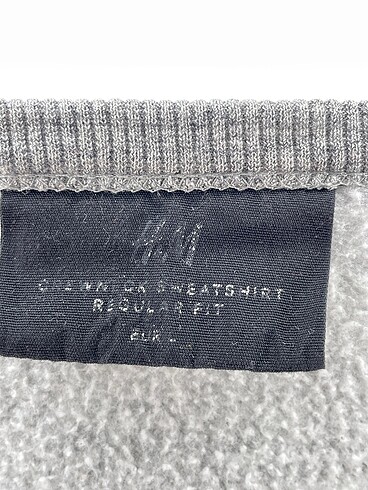 H&M
CREWNECK SWEATSHIRT
REGULAR FIT
EUR L